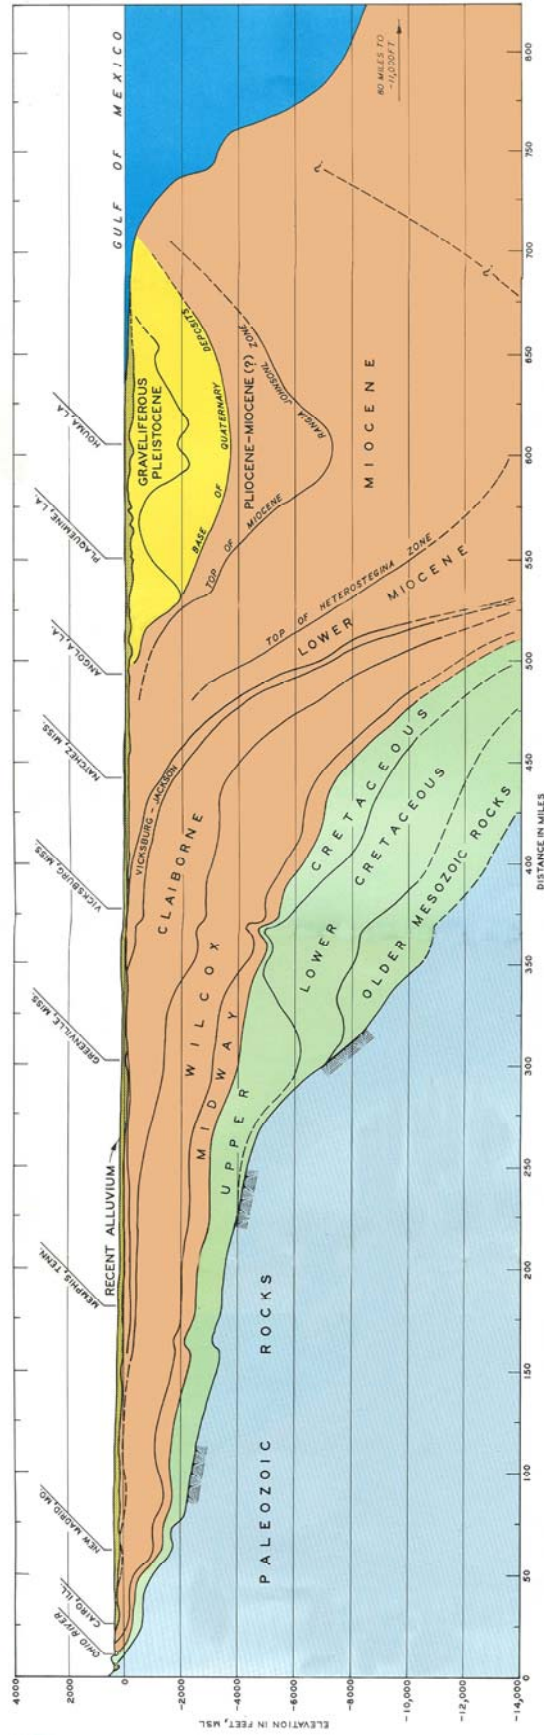 4000
2000
0
-2000
-4000
-6000
-8000
-10,000
-12,000
-14,000
ELEVATION IN FEET, MSL
OHIO RIVER
CAIRO, ILL.
NEW MADRID, MO.
MEMPHIS, TENN.
GREENVILLE, MISS.
VICKSBURG, MISS.
NATCHEZ, MISS.
ANGOLA, LA.
PLAQUEMINE, LA.
HOUMA, LA
GULF OF MEXICO
RECENT ALLUVIUM
VICKSBURG - JACKSON
CLAIBORNE
WILCOX
MIDWAY
UPPER CRETACEOUS
LOWER CRETACEOUS
OLDER MESOZOIC ROCKS
PALEOZOIC ROCKS
GRAVELIFEROUS
PLEISTOCENE
BASE OF QUATERNARY DEPOSITS
TOP OF MIOCENE
PLIOCENE-MIOCENE (?)
RANGIA JOHNSONI ZONE
TOP OF HETEROSTEGINA ZONE
LOWER MIOCENE
MIOCENE
?
?
80 MILES TO
-11,000FT
0
50
100
150
200
250
300
350
400
450
500
550
600
650
700
750
800
DISTANCE IN MILES